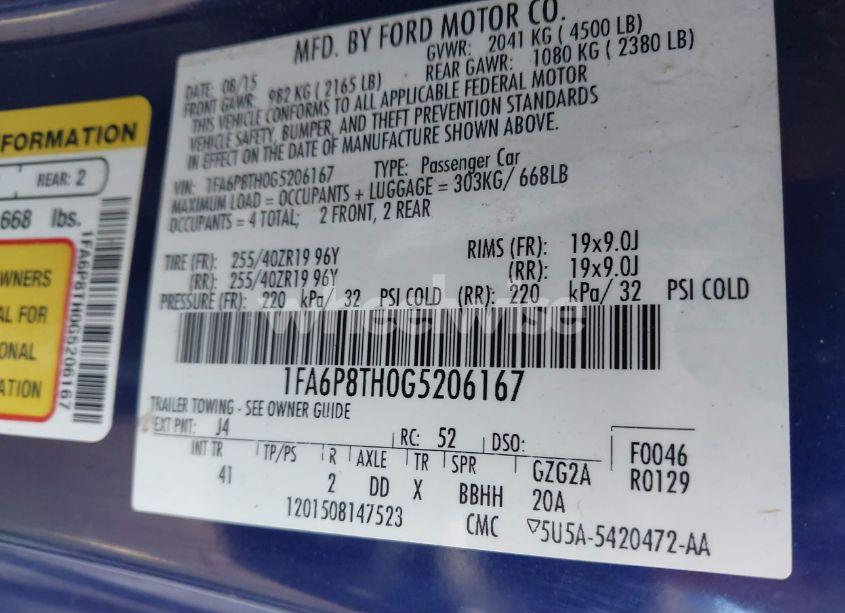 MFD. BY FORD MOTOR CO.
DATE: 08/15 GVWR: 2041 KG ( 4500 LB)
FRONT GAWR: 982 KG ( 2165 LB) REAR GAWR: 1080 KG ( 2380 LB)
THIS VEHICLE CONFORMS TO ALL APPLICABLE FEDERAL MOTOR
VEHICLE SAFETY, BUMPER, AND THEFT PREVENTION STANDARDS
IN EFFECT ON THE DATE OF MANUFACTURE SHOWN ABOVE.
VIN: 1FA6P8TH0G5206167 TYPE: Passenger Car
MAXIMUM LOAD = OCCUPANTS + LUGGAGE = 303KG/ 668LB
OCCUPANTS = 4 TOTAL; 2 FRONT, 2 REAR
TIRE (FR): 255/40ZR19 96Y RIMS (FR): 19x9.0J
(RR): 255/40ZR19 96Y (RR): 19x9.0J
PRESSURE (FR): 220 kPa/ 32 PSI COLD (RR): 220 kPa/ 32 PSI COLD
wheelwise
1FA6P8TH0G5206167
TRAILER TOWING - SEE OWNER GUIDE
EXT PNT: J4 RC: 52 DSO: F0046
INT TR TP/PS R AXLE TR SPR GZG2A R0129
41 2 DD X BBHH 20A
1201508147523 CMC 5U5A-5420472-AA
FORMATION
REAR: 2
668 lbs.
1FA6P8TH0G5206167
OWNERS
AL FOR
ONAL
ATION